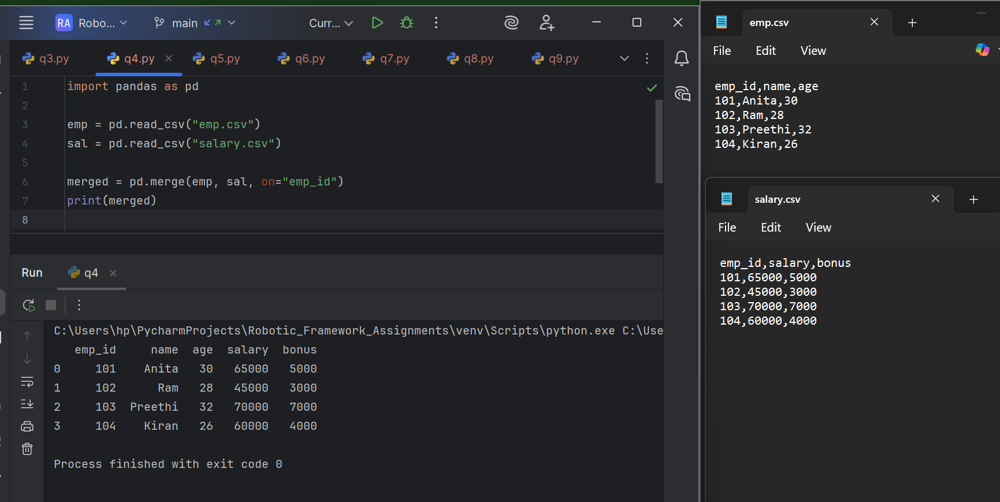 RA Robo... main Curr...
q3.py q4.py q5.py q6.py q7.py q8.py q9.py
1 import pandas as pd
2
3 emp = pd.read_csv("emp.csv")
4 sal = pd.read_csv("salary.csv")
5
6 merged = pd.merge(emp, sal, on="emp_id")
7 print(merged)
8
Run q4
C:\Users\hp\PycharmProjects\Robotic_Framework_Assignments\venv\Scripts\python.exe C:\Use
emp_id name age salary bonus
0 101 Anita 30 65000 5000
1 102 Ram 28 45000 3000
2 103 Preethi 32 70000 7000
3 104 Kiran 26 60000 4000
Process finished with exit code 0
emp.csv
File Edit View
emp_id,name,age
101,Anita,30
102,Ram,28
103,Preethi,32
104,Kiran,26
salary.csv
File Edit View
emp_id,salary,bonus
101,65000,5000
102,45000,3000
103,70000,7000
104,60000,4000